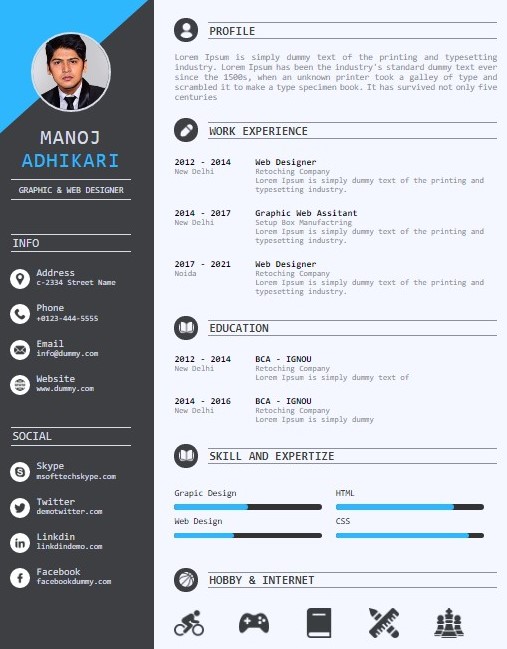 MANOJ
ADHIKARI
GRAPHIC & WEB DESIGNER
INFO
Address
c-2334 Street Name
Phone
+0123-444-5555
Email
info@dummy.com
Website
www.dummy.com
SOCIAL
Skype
msofttechskype.com
Twitter
demotwitter.com
Linkdin
linkdindemo.com
Facebook
facebookdummy.com
PROFILE
Lorem Ipsum is simply dummy text of the printing and typesetting
industry. Lorem Ipsum has been the industry's standard dummy text ever
since the 1500s, when an unknown printer took a galley of type and
scrambled it to make a type specimen book. It has survived not only five
centuries
WORK EXPERIENCE
2012 - 2014 Web Designer
New Delhi Retoching Company
Lorem Ipsum is simply dummy text of the printing and
typesetting industry.
2014 - 2017 Graphic Web Assitant
New Delhi Setup Box Manufactring
Lorem Ipsum is simply dummy text of the printing and
typesetting industry.
2017 - 2021 Web Designer
Noida Retoching Company
Lorem Ipsum is simply dummy text of the printing and
typesetting industry.
EDUCATION
2012 - 2014 BCA - IGNOU
New Delhi Retoching Company
Lorem Ipsum is simply dummy text of
2014 - 2016 BCA - IGNOU
New Delhi Retoching Company
Lorem Ipsum is simply dummy
SKILL AND EXPERTIZE
Grapic Design HTML
Web Design CSS
HOBBY & INTERNET